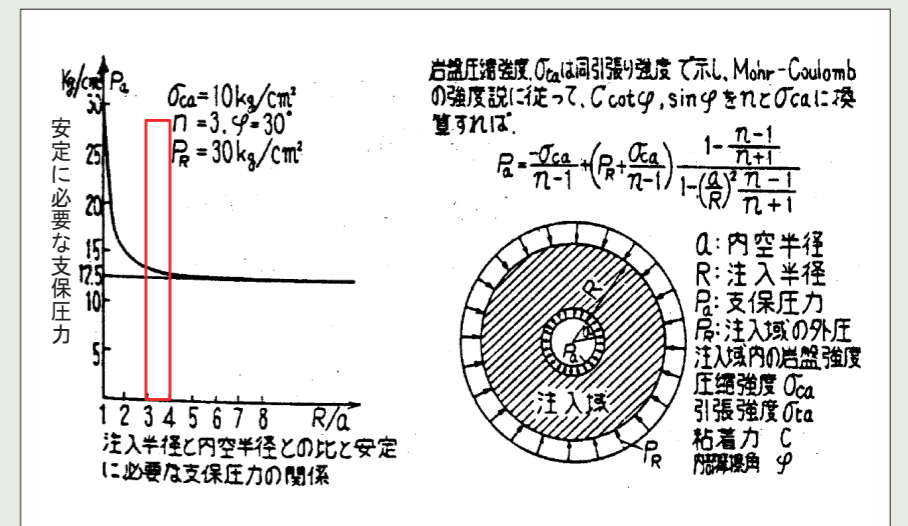 Kg/cm² Pa
30
25
20
15
12.5
10
5
安定に必要な支保圧力
σca=10kg/cm²
n=3.φ=30°
PR=30kg/cm²
1 2 3 4 5 6 7 8 R/a
注入半径と内空半径との比と安定
に必要な支保圧力の関係
岩盤圧縮強度,σtaは同引張り強度で示し、Mohr-Coulomb
の強度説に従って、C cotφ,sinφをnとσcaに換
算すれば.
Pa=-σca/n-1+(PR+σca/n-1)·1-n-1/n+1/1-(a/R)²n-1/n+1
R
a
Pa
注入域
PR
a:内空半径
R:注入半径
Pa:支保圧力
PR:注入域の外圧
注入域内の岩盤強度
圧縮強度σca
引張強度σta
粘着力 C
内部摩擦角 φ